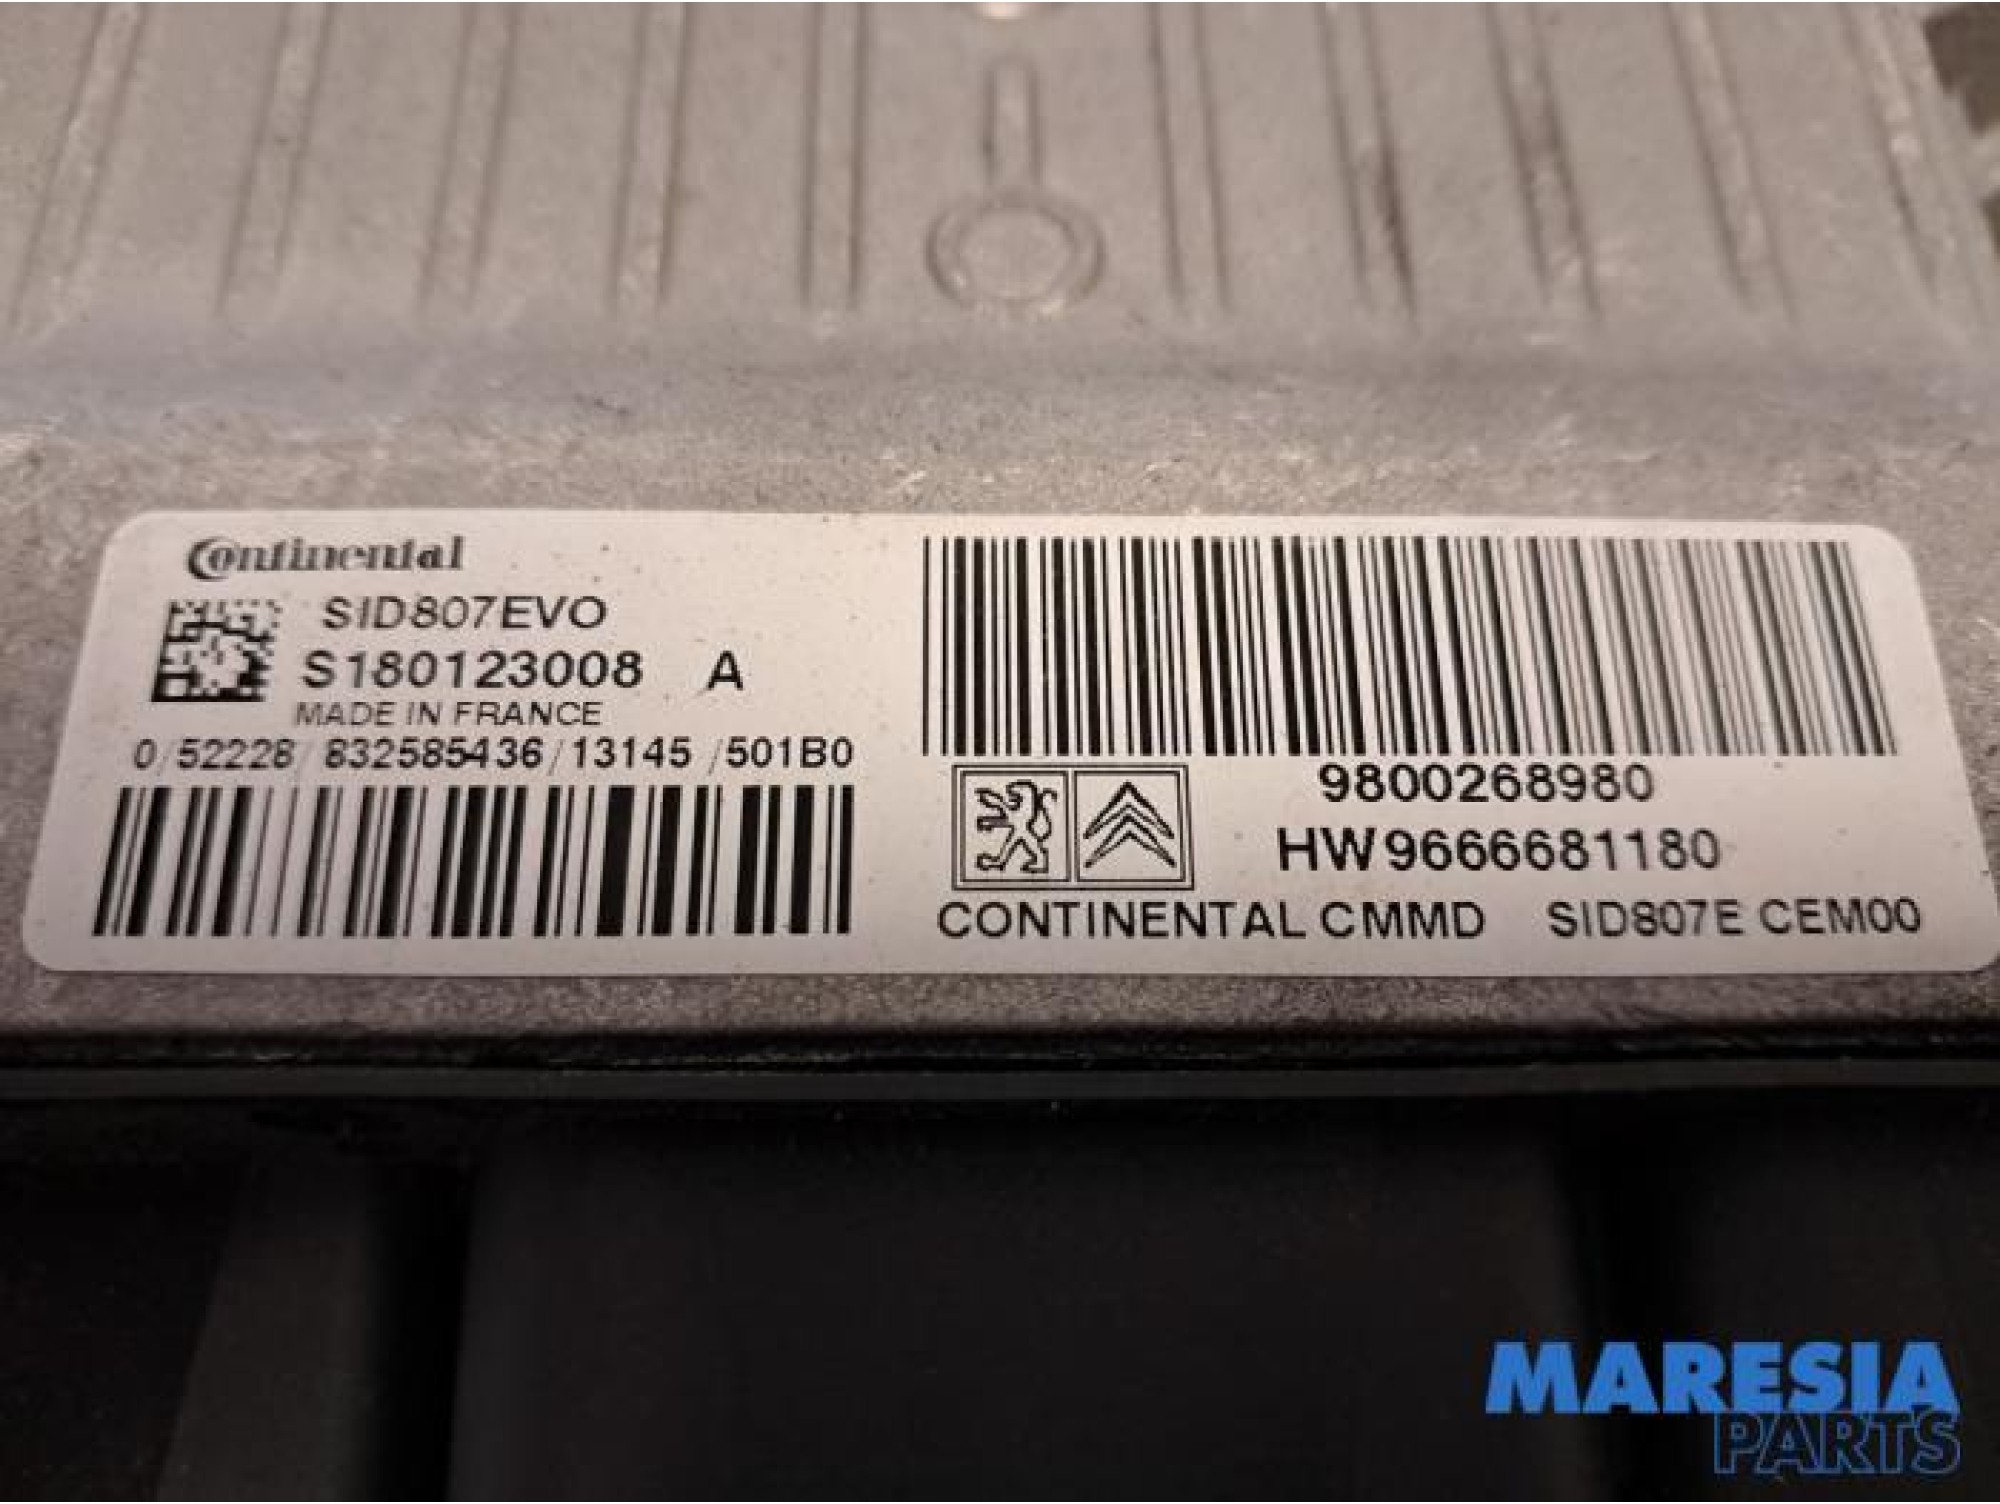 Continental
SID807EVO
S180123008 A
MADE IN FRANCE
0/52228/832585436/13145/501B0
9800268980
HW9666681180
CONTINENTAL CMMD SID807E CEM00
MARESIA
PARTS